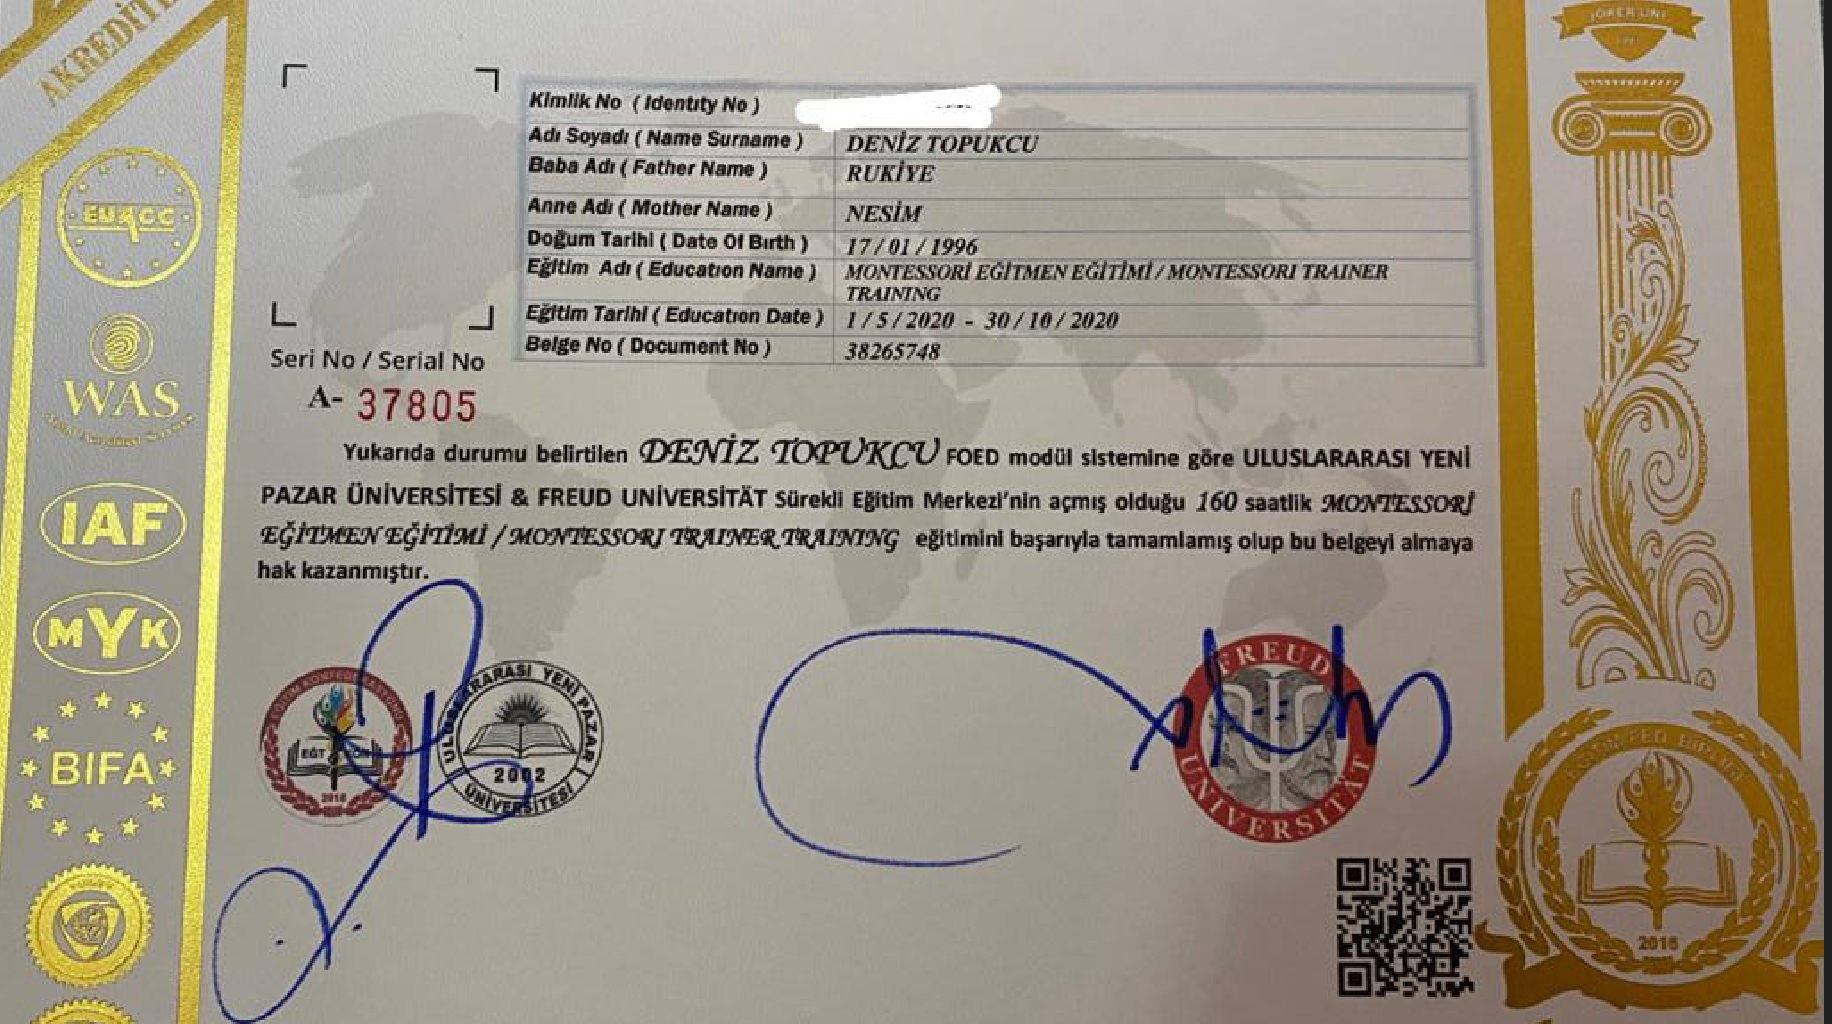 AKREDİTE
JOKER UNI
Kimlik No ( Identity No )
Adı Soyadı ( Name Surname ) DENİZ TOPUKCU
Baba Adı ( Father Name ) RUKİYE
Anne Adı ( Mother Name ) NESİM
Doğum Tarihi ( Date Of Birth ) 17 / 01 / 1996
Eğitim Adı ( Education Name ) MONTESSORİ EĞİTMEN EĞİTİMİ / MONTESSORI TRAINER
TRAINING
Eğitim Tarihi ( Education Date ) 1 / 5 / 2020 - 30 / 10 / 2020
Belge No ( Document No ) 38265748
Seri No / Serial No
A- 37805
Yukarıda durumu belirtilen DENİZ TOPUKCU FOED modül sistemine göre ULUSLARARASI YENİ
PAZAR ÜNİVERSİTESİ & FREUD UNİVERSİTÄT Sürekli Eğitim Merkezi'nin açmış olduğu 160 saatlik MONTESSORİ
EĞİTMEN EĞİTİMİ / MONTESSORI TRAINER TRAINING eğitimini başarıyla tamamlamış olup bu belgeyi almaya
hak kazanmıştır.
EUACC
WAS
IAF
MYK
BIFA
EĞİTİM KONFEDERASYONU
2016
ULUSLARARASI YENİ PAZAR
2002
ÜNİVERSİTESİ
FREUD
UNIVERSITÄT
2016